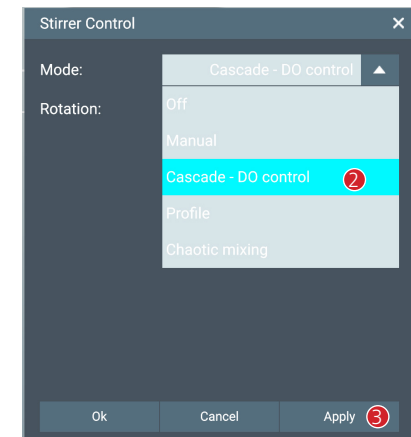 Stirrer Control ×
Mode: Cascade - DO control
Rotation:
Off
Manual
Cascade - DO control 2
Profile
Chaotic mixing
Ok Cancel Apply 3